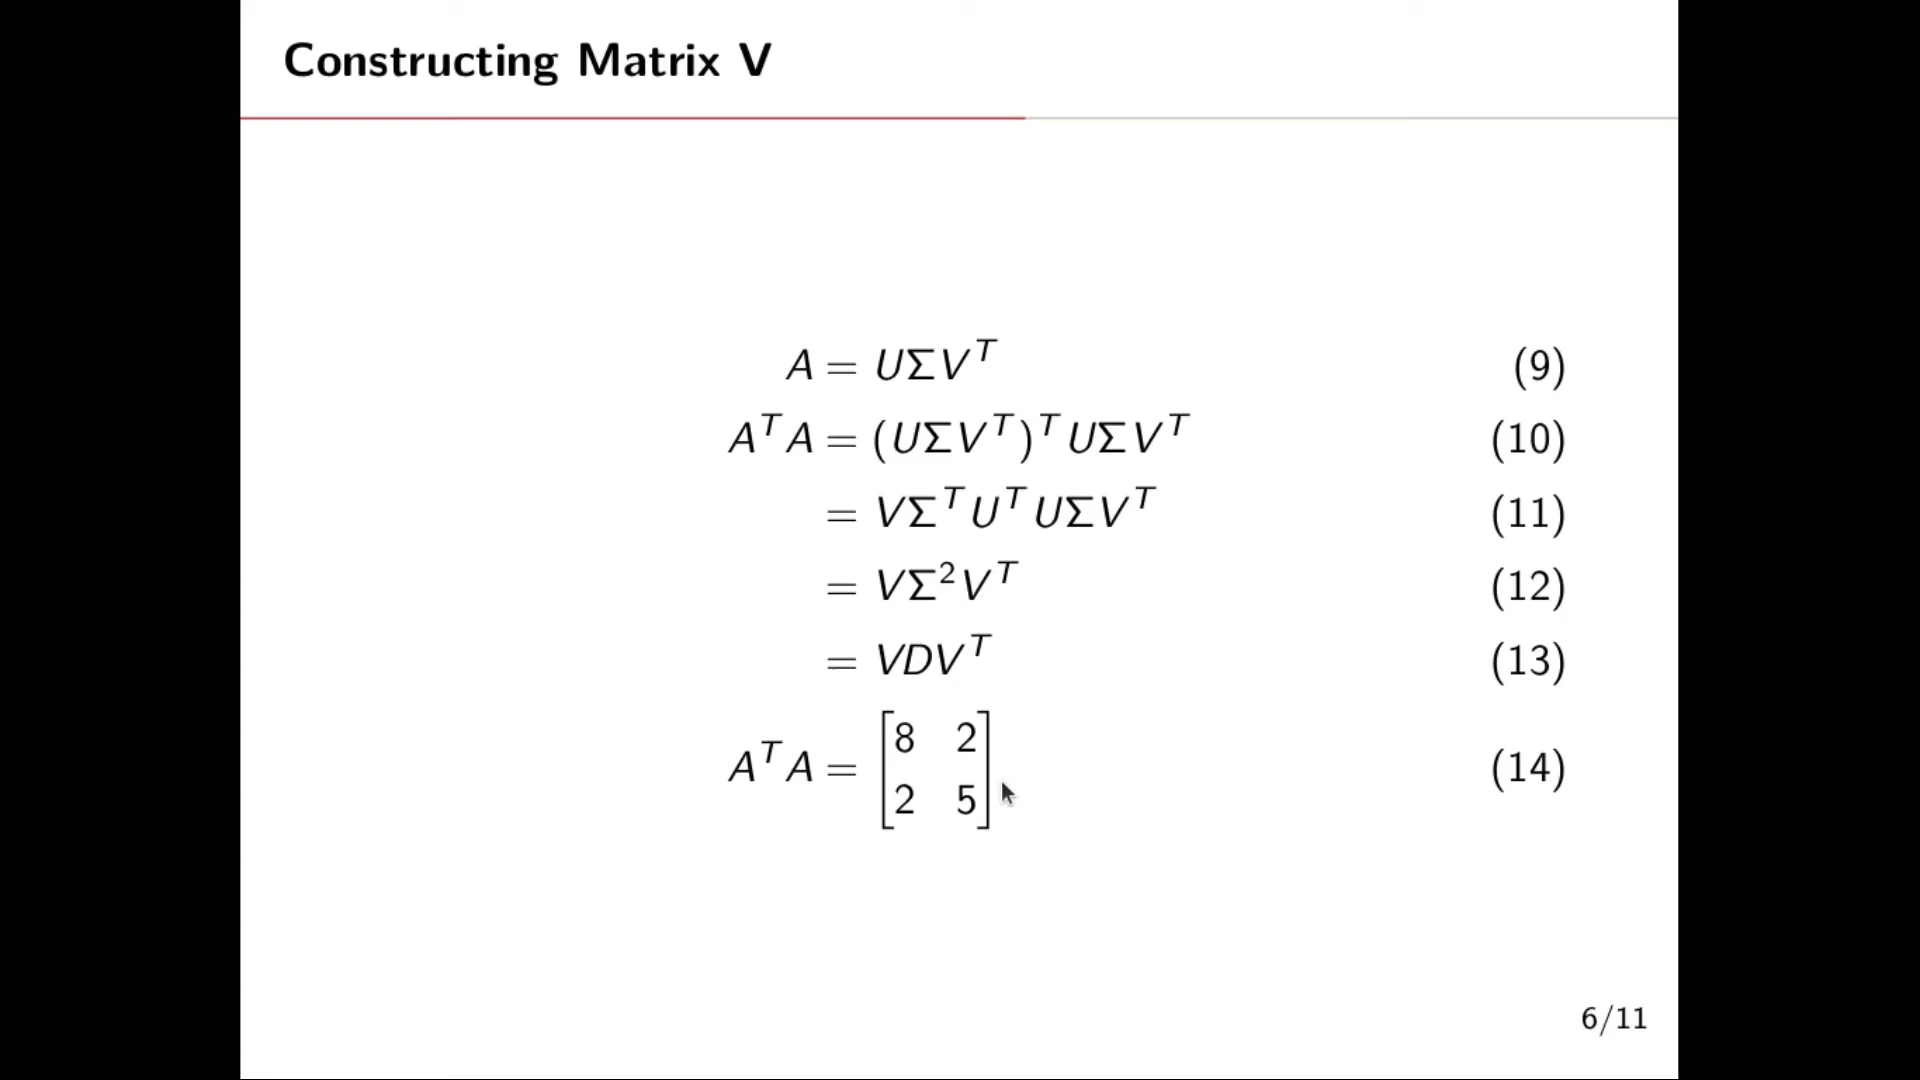 Constructing Matrix V
A = UΣV^T (9)
A^T A = (UΣV^T)^T UΣV^T (10)
= VΣ^T U^T UΣV^T (11)
= VΣ^2 V^T (12)
= VDV^T (13)
A^T A = [8 2
2 5] (14)
6/11